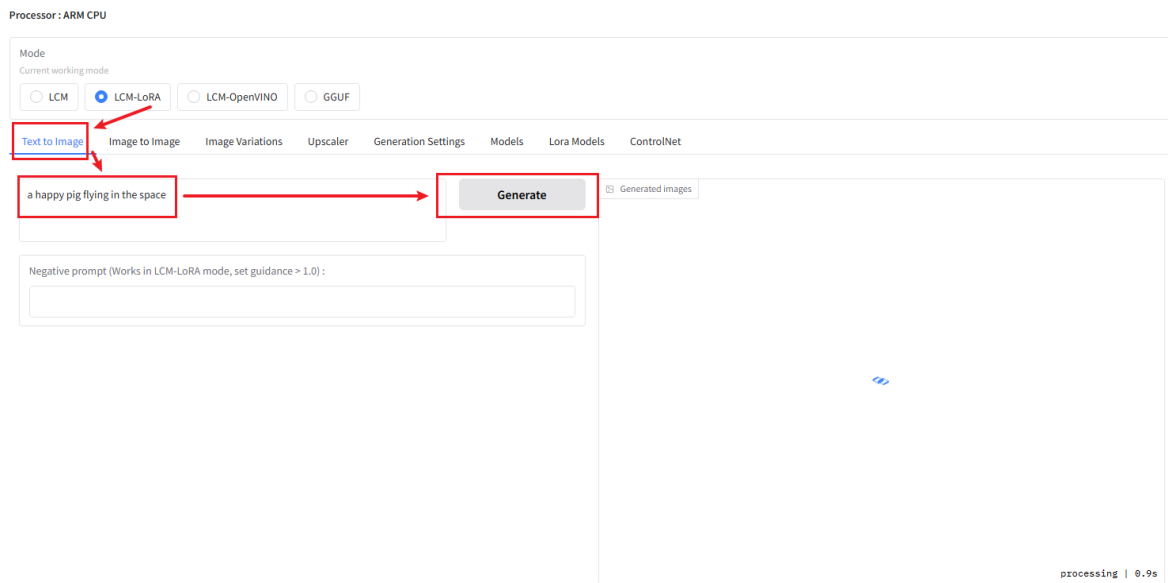 Processor : ARM CPU
Mode
Current working mode
LCM LCM-LoRA LCM-OpenVINO GGUF
Text to Image Image to Image Image Variations Upscaler Generation Settings Models Lora Models ControlNet
a happy pig flying in the space
Generate
Generated images
Negative prompt (Works in LCM-LoRA mode, set guidance > 1.0) :
processing | 0.9s